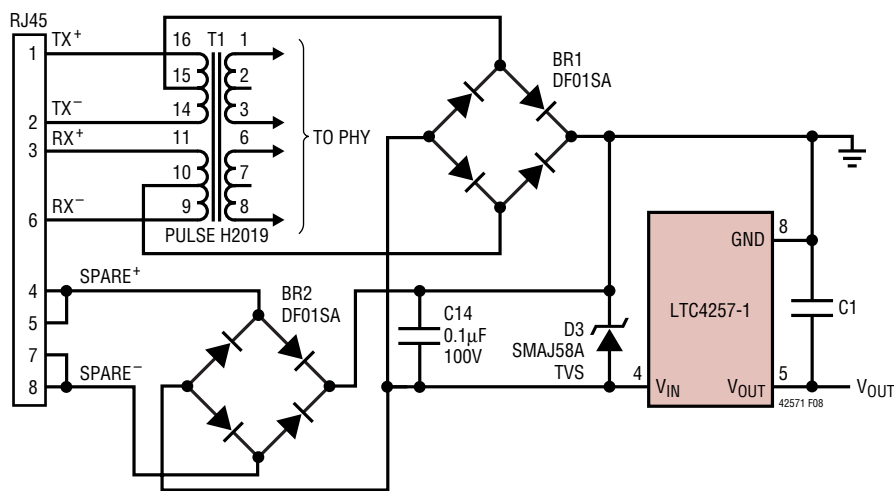 RJ45
1
TX+
2
TX−
3
RX+
6
RX−
4
SPARE+
5
7
8
SPARE−
16
T1
1
15
2
14
3
11
6
10
7
9
8
PULSE H2019
TO PHY
BR1
DF01SA
BR2
DF01SA
C14
0.1µF
100V
D3
SMAJ58A
TVS
GND
8
LTC4257-1
C1
4
VIN
VOUT
5
VOUT
42571 F08